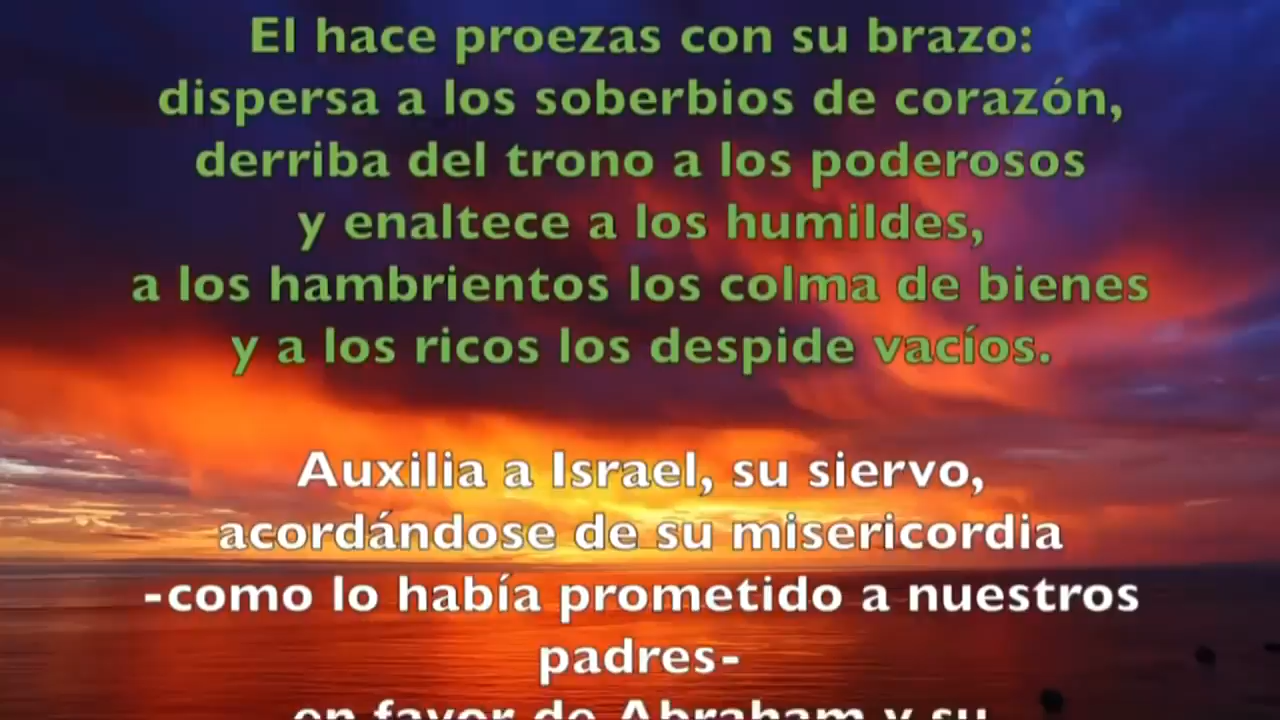 El hace proezas con su brazo:
dispersa a los soberbios de corazón,
derriba del trono a los poderosos
y enaltece a los humildes,
a los hambrientos los colma de bienes
y a los ricos los despide vacíos.
Auxilia a Israel, su siervo,
acordándose de su misericordia
-como lo había prometido a nuestros
padres-
en favor de Abraham y su